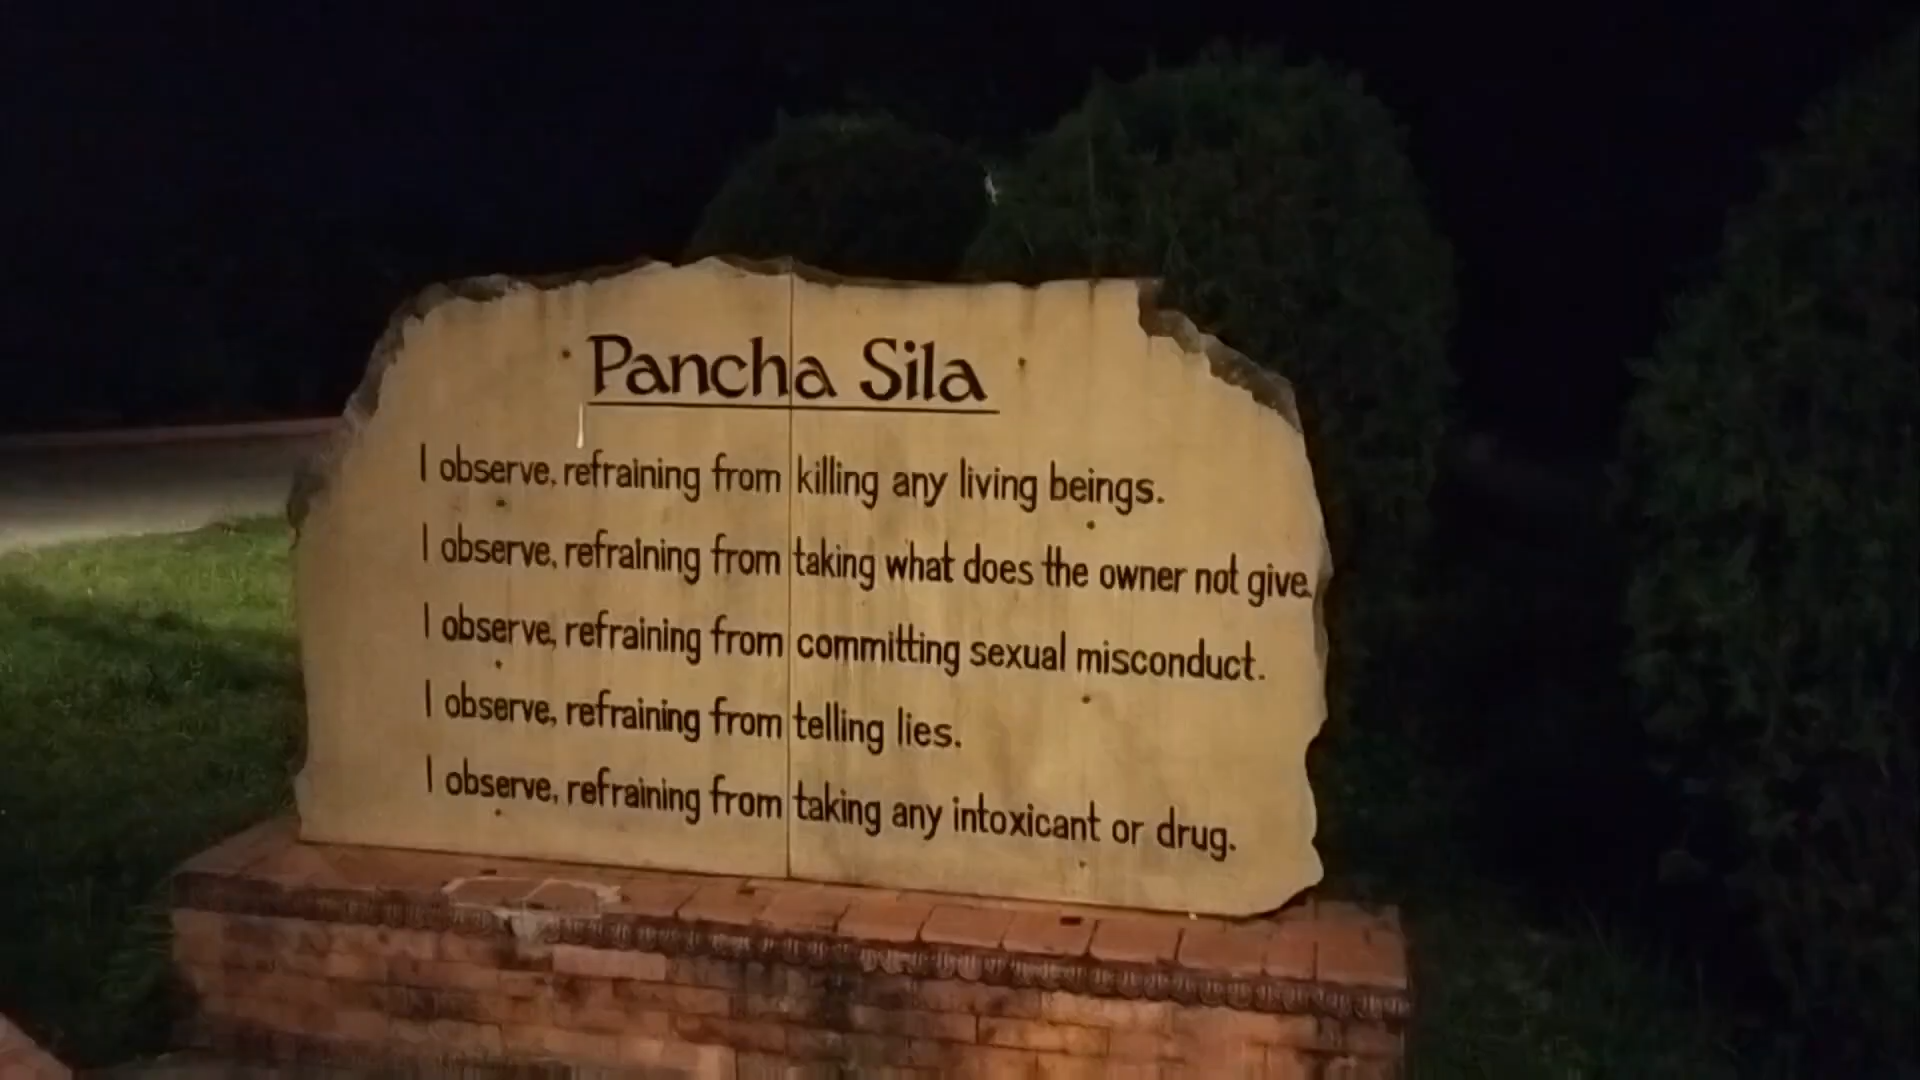 Pancha Sila
I observe, refraining from killing any living beings.
I observe, refraining from taking what does the owner not give.
I observe, refraining from committing sexual misconduct.
I observe, refraining from telling lies.
I observe, refraining from taking any intoxicant or drug.